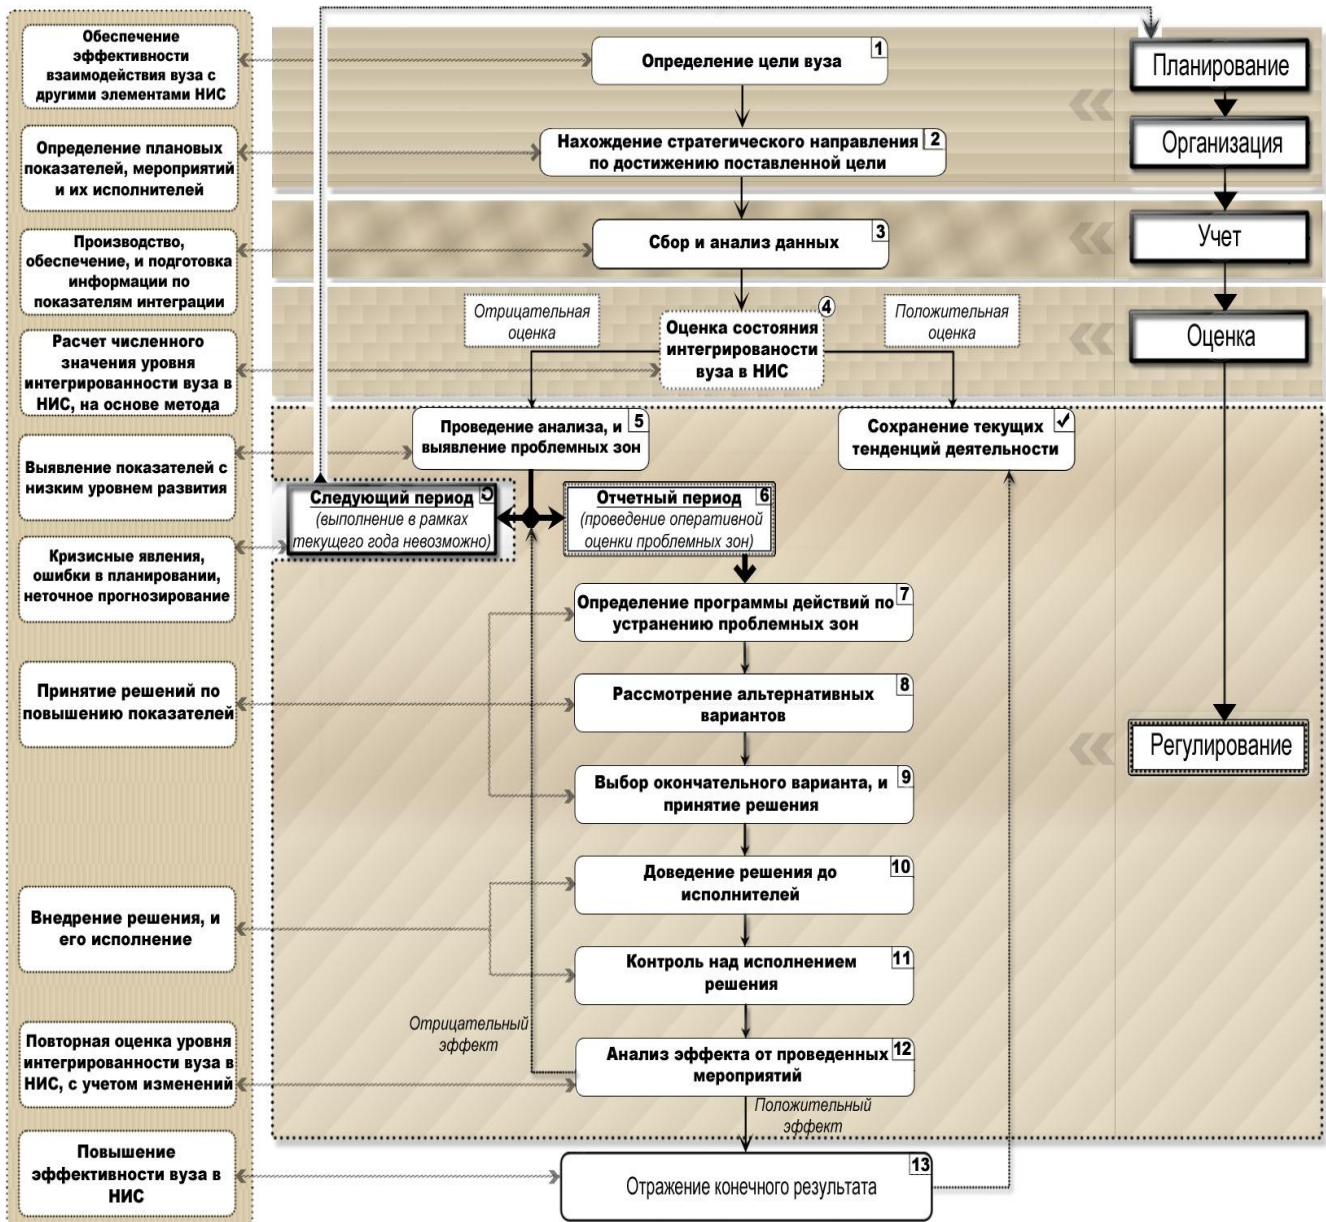 Обеспечение
эффективности
взаимодействия вуза с
другими элементами НИС
Определение плановых
показателей, мероприятий
и их исполнителей
Производство,
обеспечение, и подготовка
информации по
показателям интеграции
Расчет численного
значения уровня
интегрированности вуза в
НИС, на основе метода
Выявление показателей с
низким уровнем развития
Кризисные явления,
ошибки в планировании,
неточное прогнозирование
Принятие решений по
повышению показателей
Внедрение решения, и
его исполнение
Повторная оценка уровня
интегрированности вуза в
НИС, с учетом изменений
Повышение
эффективности вуза в
НИС
1
Определение цели вуза
2
Нахождение стратегического направления
по достижению поставленной цели
3
Сбор и анализ данных
Отрицательная
оценка
4
Оценка состояния
интегрированости
вуза в НИС
Положительная
оценка
5
Проведение анализа, и
выявление проблемных зон
Сохранение текущих
тенденций деятельности
Следующий период
(выполнение в рамках
текущего года невозможно)
6
Отчетный период
(проведение оперативной
оценки проблемных зон)
7
Определение программы действий по
устранению проблемных зон
8
Рассмотрение альтернативных
вариантов
9
Выбор окончательного варианта, и
принятие решения
10
Доведение решения до
исполнителей
11
Контроль над исполнением
решения
Отрицательный
эффект
12
Анализ эффекта от проведенных
мероприятий
Положительный
эффект
13
Отражение конечного результата
Планирование
Организация
Учет
Оценка
Регулирование